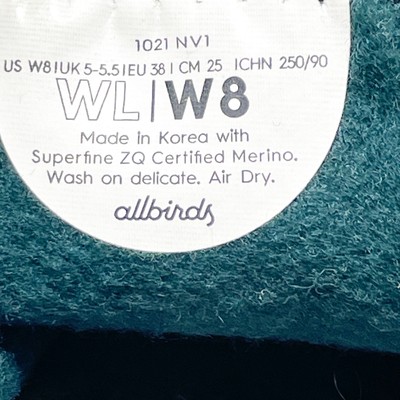 1021 NV1
US W8|UK 5-5.5|EU 38|CM 25 |CHN 250/90
WL|W8
Made in Korea with
Superfine ZQ Certified Merino.
Wash on delicate. Air Dry.
allbirds